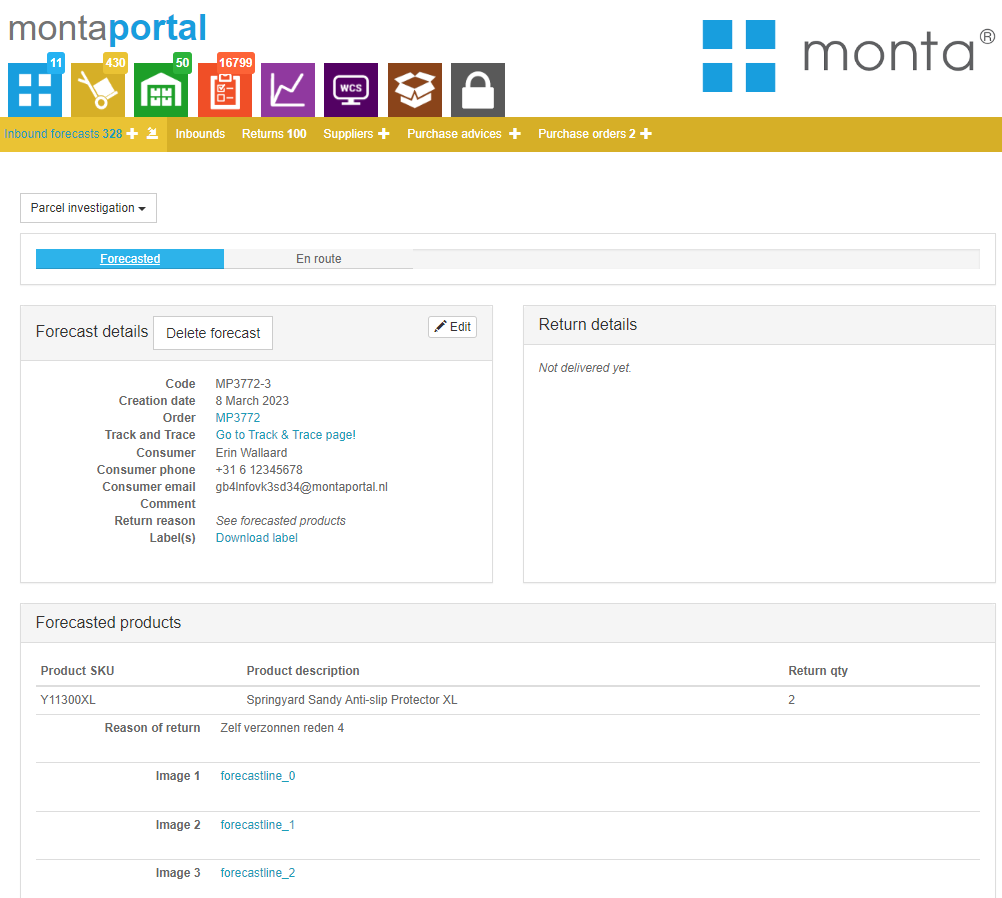 montaportal
monta®
11
430
50
16799
WCS
Inbound forecasts 328 Inbounds Returns 100 Suppliers Purchase advices Purchase orders 2
Parcel investigation
Forecasted En route
Forecast details Delete forecast Edit
Return details
Not delivered yet.
Code MP3772-3
Creation date 8 March 2023
Order MP3772
Track and Trace Go to Track & Trace page!
Consumer Erin Wallaard
Consumer phone +31 6 12345678
Consumer email gb4lnfovk3sd34@montaportal.nl
Comment
Return reason See forecasted products
Label(s) Download label
Forecasted products
Product SKU Product description Return qty
Y11300XL Springyard Sandy Anti-slip Protector XL 2
Reason of return Zelf verzonnen reden 4
Image 1 forecastline_0
Image 2 forecastline_1
Image 3 forecastline_2